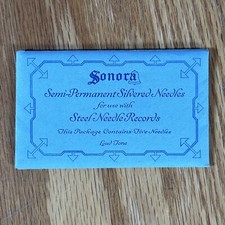 Sonora
Semi-Permanent Silvered Needles
for use with
Steel Needle Records
This Package Contains Five Needles
Loud Tone